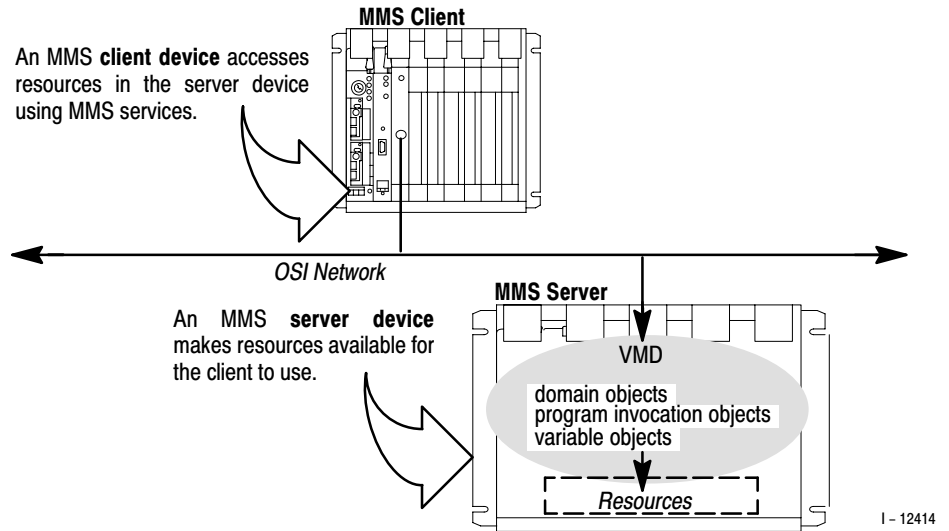 MMS Client
An MMS client device accesses
resources in the server device
using MMS services.
OSI Network
MMS Server
An MMS server device
makes resources available for
the client to use.
VMD
domain objects
program invocation objects
variable objects
Resources
I – 12414